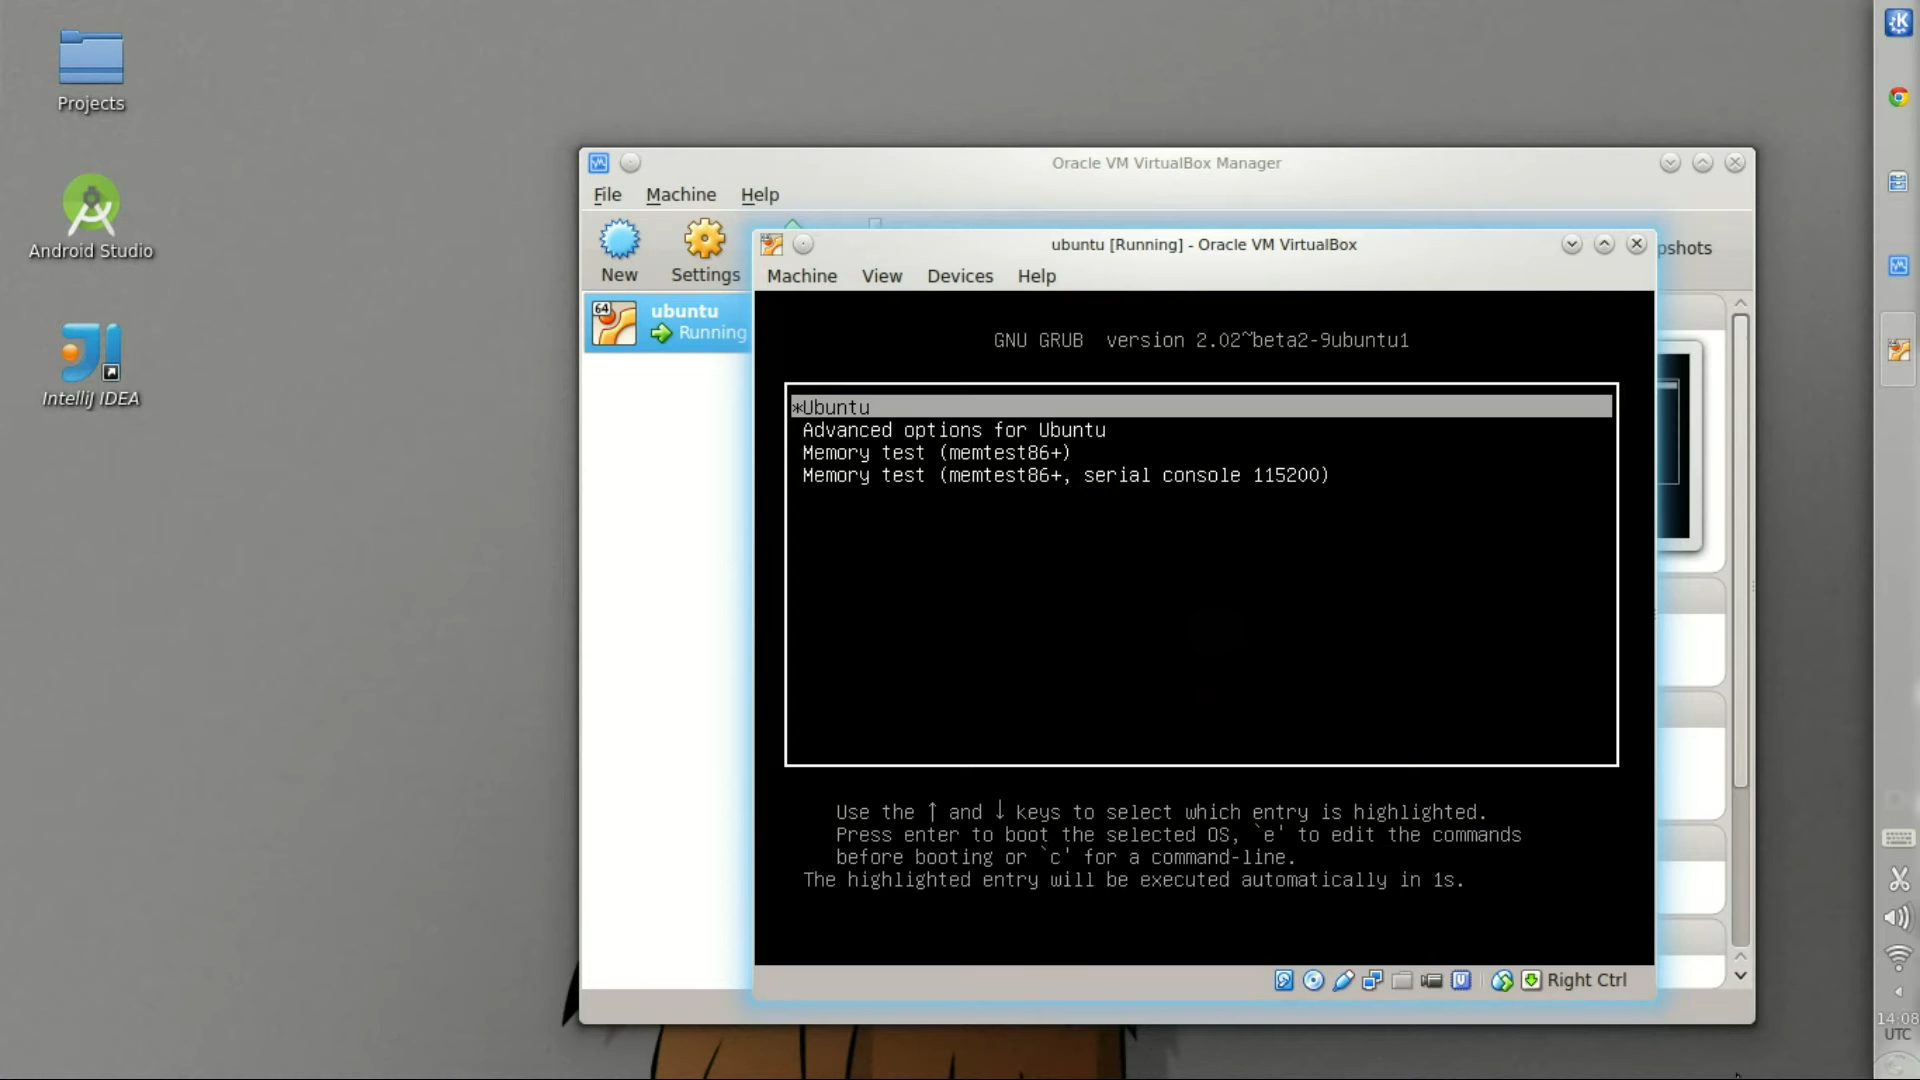 Projects
Android Studio
IntelliJ IDEA
Oracle VM VirtualBox Manager
File Machine Help
New Settings
pshots
64 ubuntu
Running
ubuntu [Running] - Oracle VM VirtualBox
Machine View Devices Help
GNU GRUB version 2.02~beta2-9ubuntu1
*Ubuntu
Advanced options for Ubuntu
Memory test (memtest86+)
Memory test (memtest86+, serial console 115200)
Use the ↑ and ↓ keys to select which entry is highlighted.
Press enter to boot the selected OS, `e' to edit the commands
before booting or `c' for a command-line.
The highlighted entry will be executed automatically in 1s.
Right Ctrl
14:08
UTC